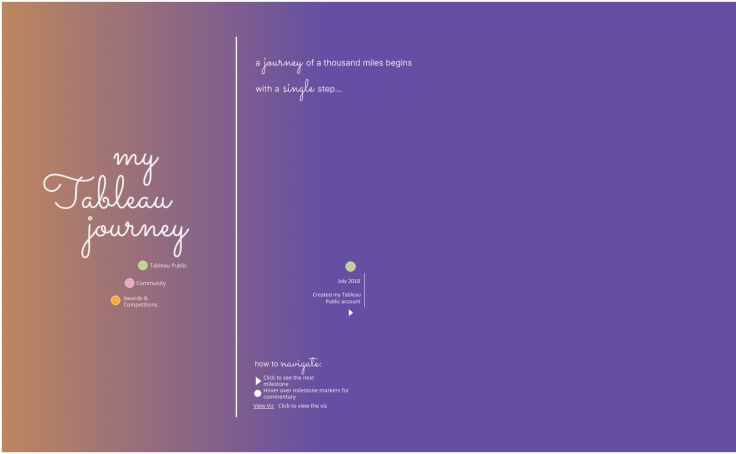 a journey of a thousand miles begins
with a single step...
my
Tableau
journey
Tableau Public
Community
Awards &
Competitions
July 2018
Created my Tableau
Public account
how to navigate:
Click to see the next
milestone
Hover over milestone markers for
commentary
View Viz Click to view the viz